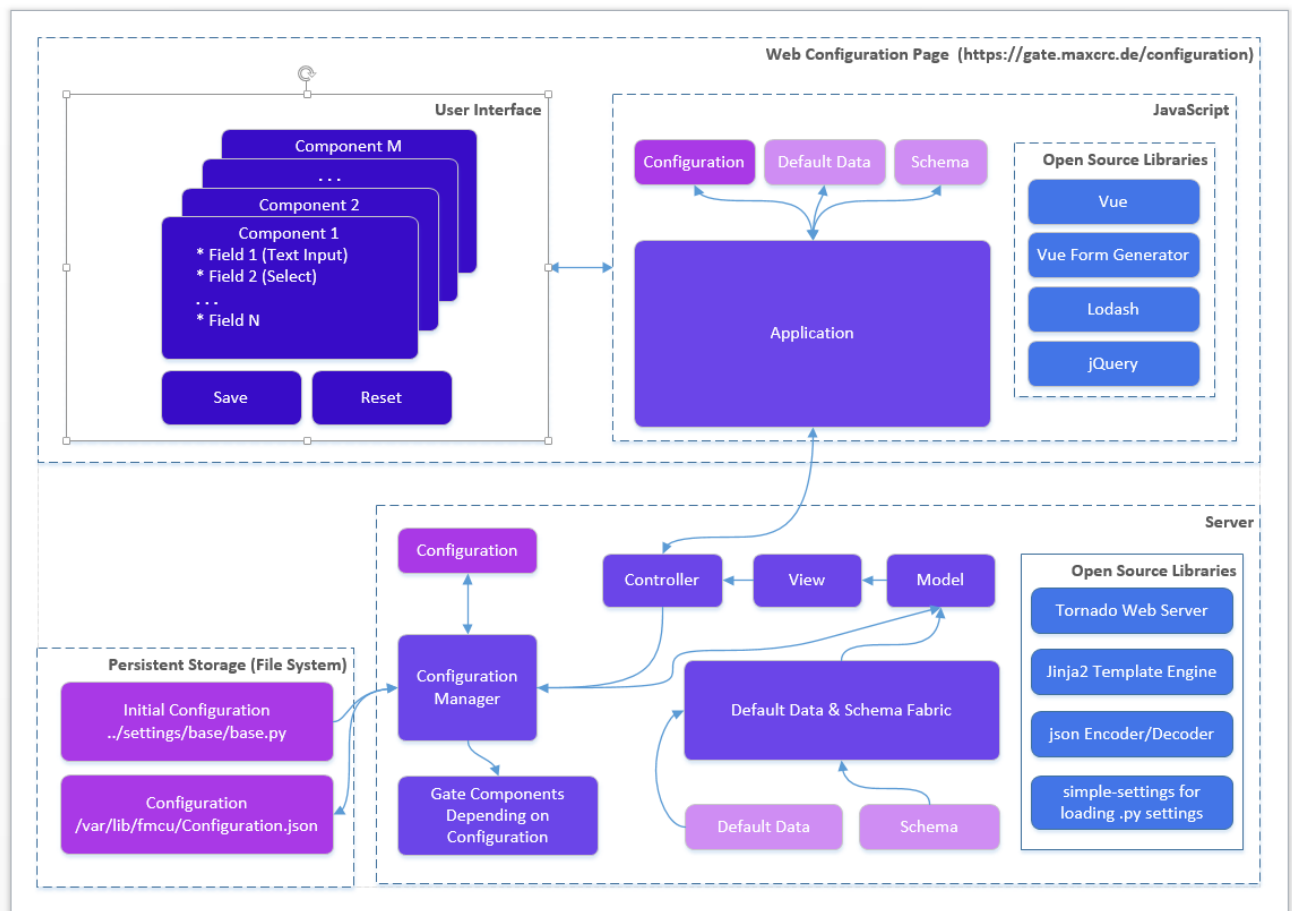 Web Configuration Page (https://gate.maxcrc.de/configuration)
User Interface
Component M
. . .
Component 2
Component 1
* Field 1 (Text Input)
* Field 2 (Select)
. . .
* Field N
Save
Reset
JavaScript
Configuration
Default Data
Schema
Application
Open Source Libraries
Vue
Vue Form Generator
Lodash
jQuery
Server
Configuration
Controller
View
Model
Configuration
Manager
Default Data & Schema Fabric
Gate Components
Depending on
Configuration
Default Data
Schema
Open Source Libraries
Tornado Web Server
Jinja2 Template Engine
json Encoder/Decoder
simple-settings for
loading .py settings
Persistent Storage (File System)
Initial Configuration
../settings/base/base.py
Configuration
/var/lib/fmcu/Configuration.json